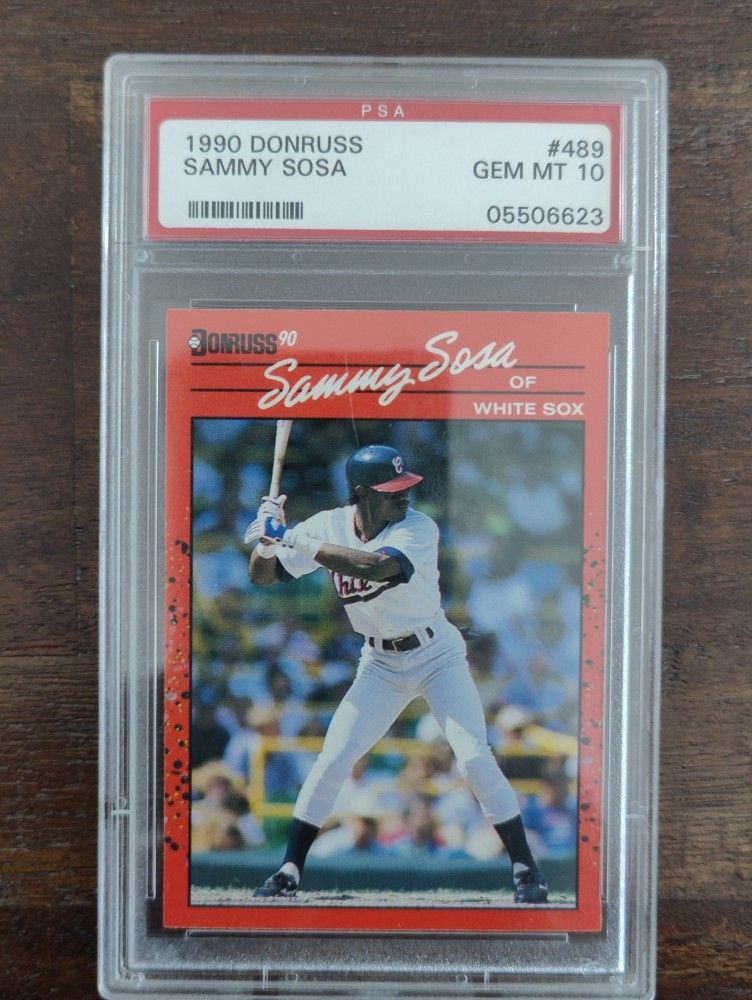 PSA
1990 DONRUSS #489
SAMMY SOSA GEM MT 10
05506623
DONRUSS 90
Sammy Sosa
OF
WHITE SOX